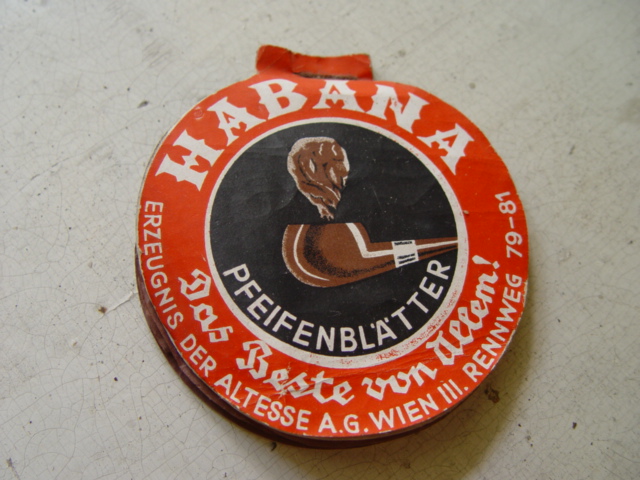 HABANA
PFEIFENBLÄTTER
Das Beste von Allem!
ERZEUGNIS DER ALTESSE A.G. WIEN III. RENNWEG 79-81